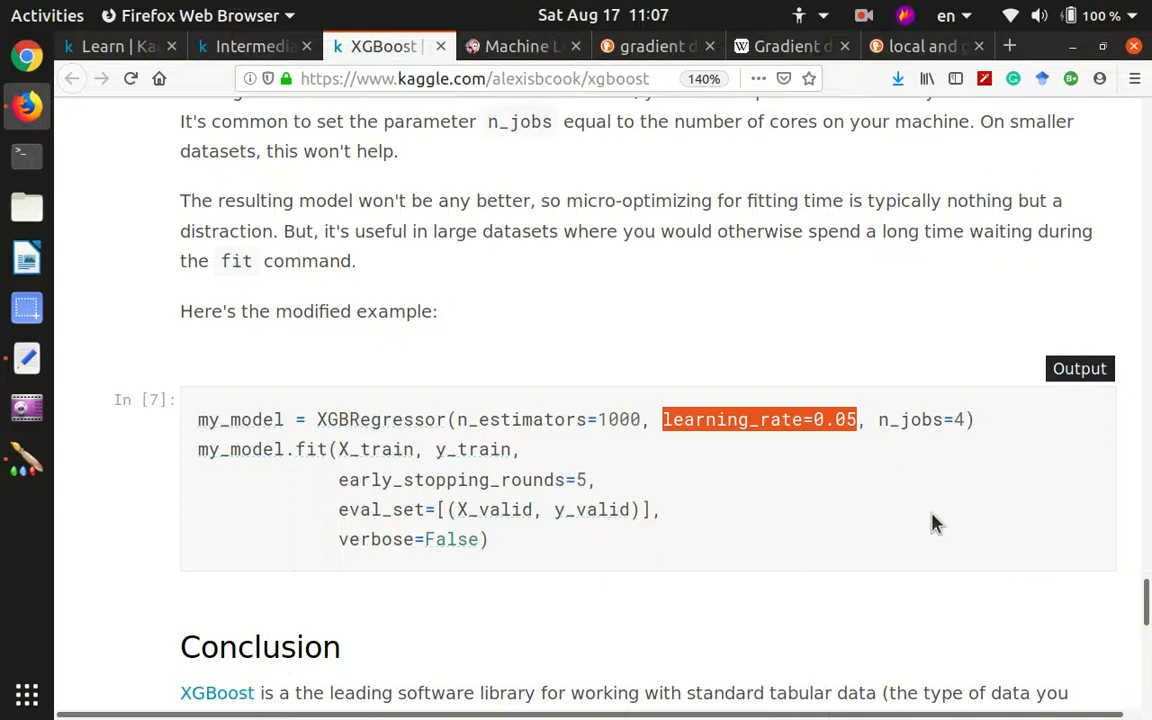 Activities
Firefox Web Browser
Sat Aug 17 11:07
en
100 %
Learn | Ka
Intermedia
XGBoost |
Machine L
gradient d
Gradient d
local and g
https://www.kaggle.com/alexisbcook/xgboost
140%
It's common to set the parameter n_jobs equal to the number of cores on your machine. On smaller
datasets, this won't help.
The resulting model won't be any better, so micro-optimizing for fitting time is typically nothing but a
distraction. But, it's useful in large datasets where you would otherwise spend a long time waiting during
the fit command.
Here's the modified example:
Output
In [7]:
my_model = XGBRegressor(n_estimators=1000, learning_rate=0.05, n_jobs=4)
my_model.fit(X_train, y_train,
early_stopping_rounds=5,
eval_set=[(X_valid, y_valid)],
verbose=False)
Conclusion
XGBoost is a the leading software library for working with standard tabular data (the type of data you